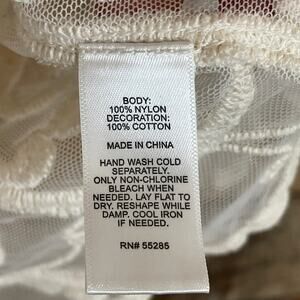 BODY:
100% NYLON
DECORATION:
100% COTTON
MADE IN CHINA
HAND WASH COLD
SEPARATELY.
ONLY NON-CHLORINE
BLEACH WHEN
NEEDED. LAY FLAT TO
DRY. RESHAPE WHILE
DAMP. COOL IRON
IF NEEDED.
RN# 55285